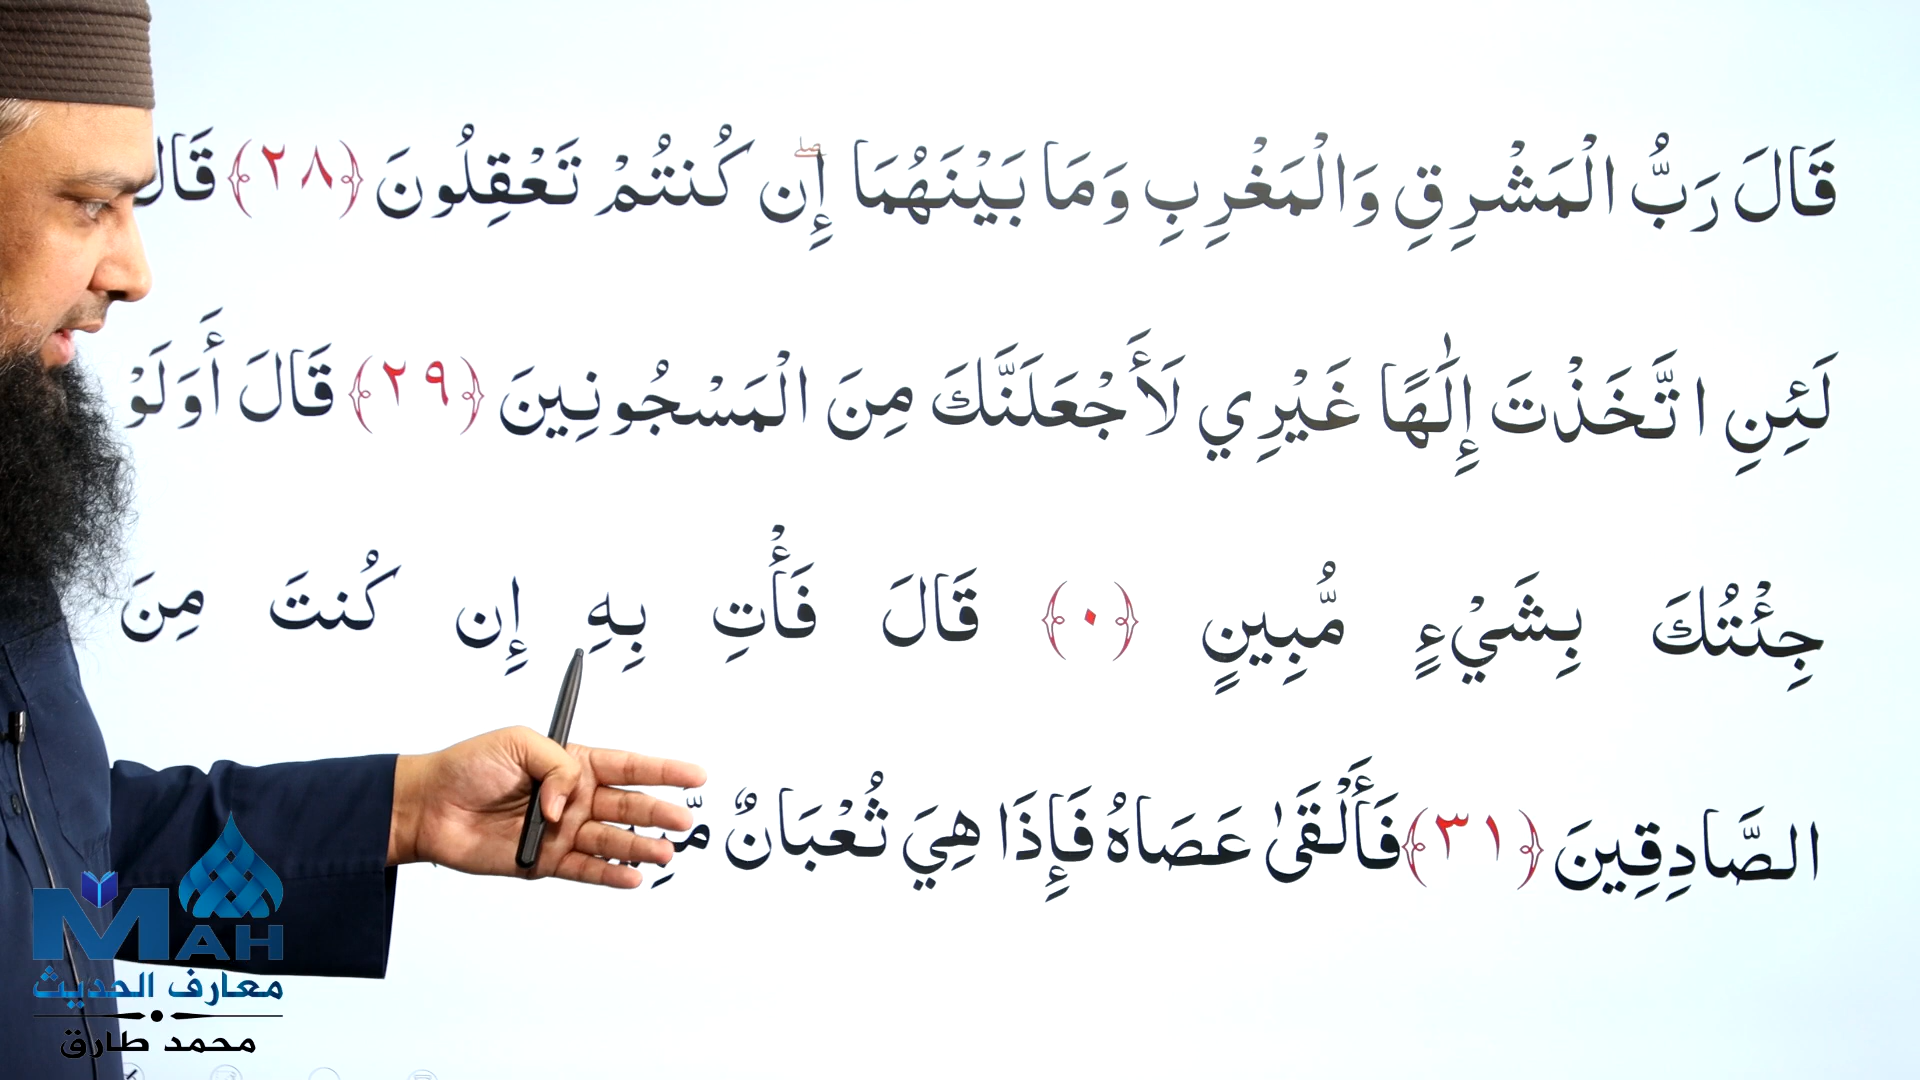 قَالَ رَبُّ الْمَشْرِقِ وَالْمَغْرِبِ وَمَا بَيْنَهُمَا ۖ إِن كُنتُمْ تَعْقِلُونَ ﴿٢٨﴾ قَالَ
لَئِنِ اتَّخَذْتَ إِلَٰهًا غَيْرِي لَأَجْعَلَنَّكَ مِنَ الْمَسْجُونِينَ ﴿٢٩﴾ قَالَ أَوَلَوْ
جِئْتُكَ بِشَيْءٍ مُّبِينٍ ﴿٠﴾ قَالَ فَأْتِ بِهِ إِن كُنتَ مِنَ
الصَّادِقِينَ ﴿٣١﴾ فَأَلْقَىٰ عَصَاهُ فَإِذَا هِيَ ثُعْبَانٌ
MAH
معارف الحديث
محمد طارق